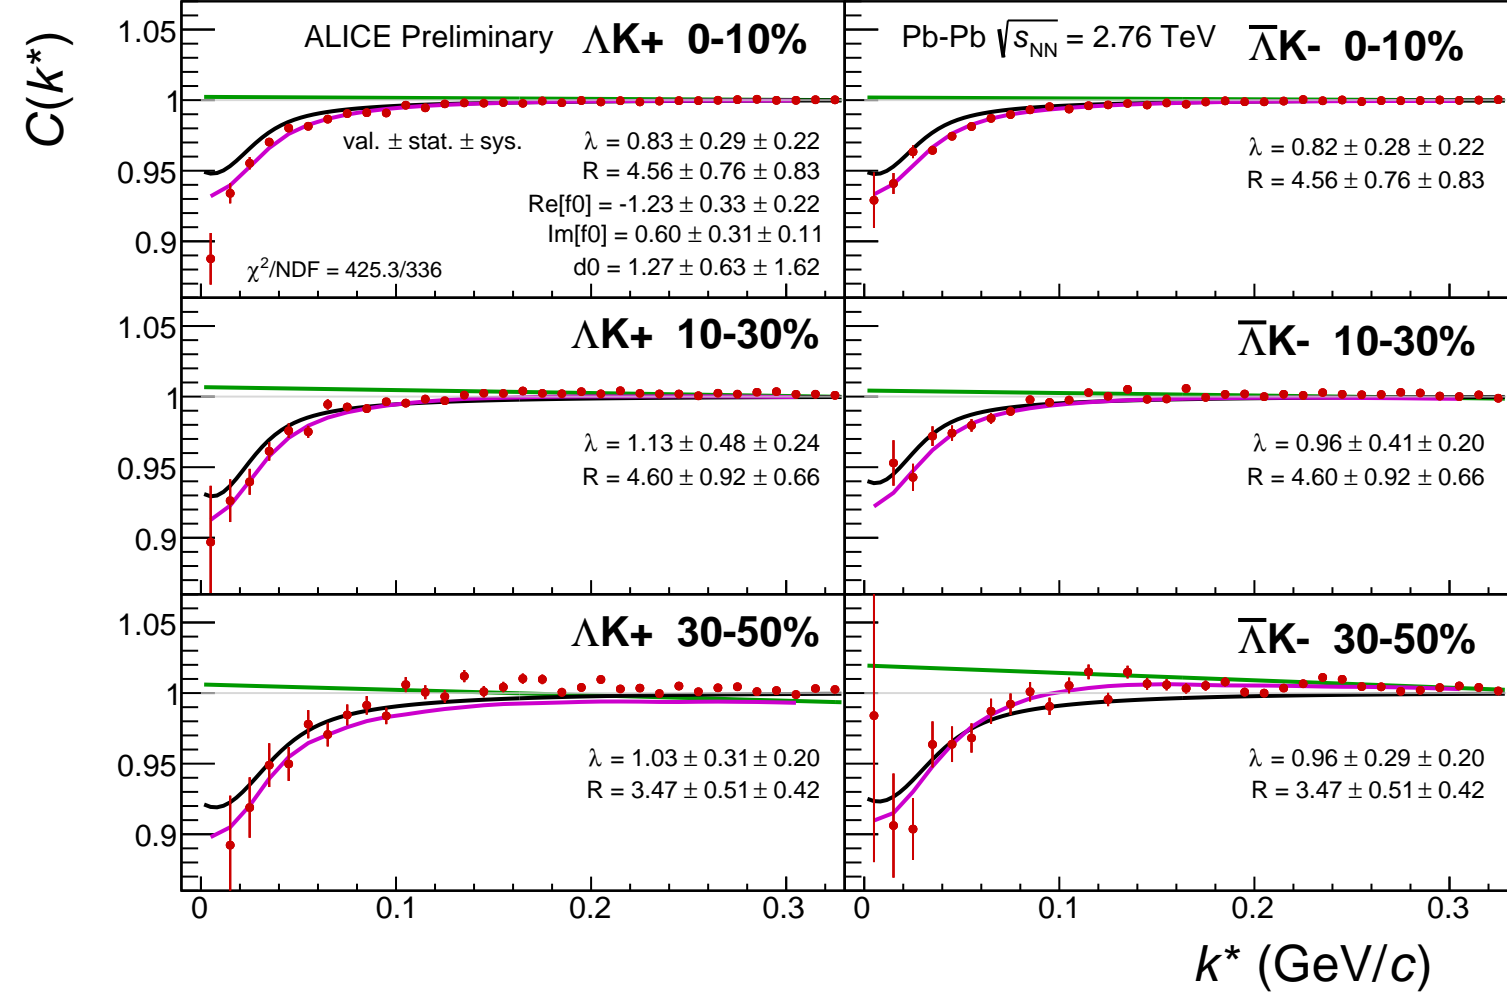 C(k*)
ALICE Preliminary ΛK+ 0-10%
val. ± stat. ± sys.
λ = 0.83 ± 0.29 ± 0.22
R = 4.56 ± 0.76 ± 0.83
Re[f0] = -1.23 ± 0.33 ± 0.22
Im[f0] = 0.60 ± 0.31 ± 0.11
d0 = 1.27 ± 0.63 ± 1.62
χ²/NDF = 425.3/336
1.05
1
0.95
0.9
Pb-Pb √s_NN = 2.76 TeV Λ̅K- 0-10%
λ = 0.82 ± 0.28 ± 0.22
R = 4.56 ± 0.76 ± 0.83
ΛK+ 10-30%
λ = 1.13 ± 0.48 ± 0.24
R = 4.60 ± 0.92 ± 0.66
1.05
1
0.95
0.9
Λ̅K- 10-30%
λ = 0.96 ± 0.41 ± 0.20
R = 4.60 ± 0.92 ± 0.66
ΛK+ 30-50%
λ = 1.03 ± 0.31 ± 0.20
R = 3.47 ± 0.51 ± 0.42
1.05
1
0.95
0.9
Λ̅K- 30-50%
λ = 0.96 ± 0.29 ± 0.20
R = 3.47 ± 0.51 ± 0.42
0 0.1 0.2 0.3
0 0.1 0.2 0.3
k* (GeV/c)